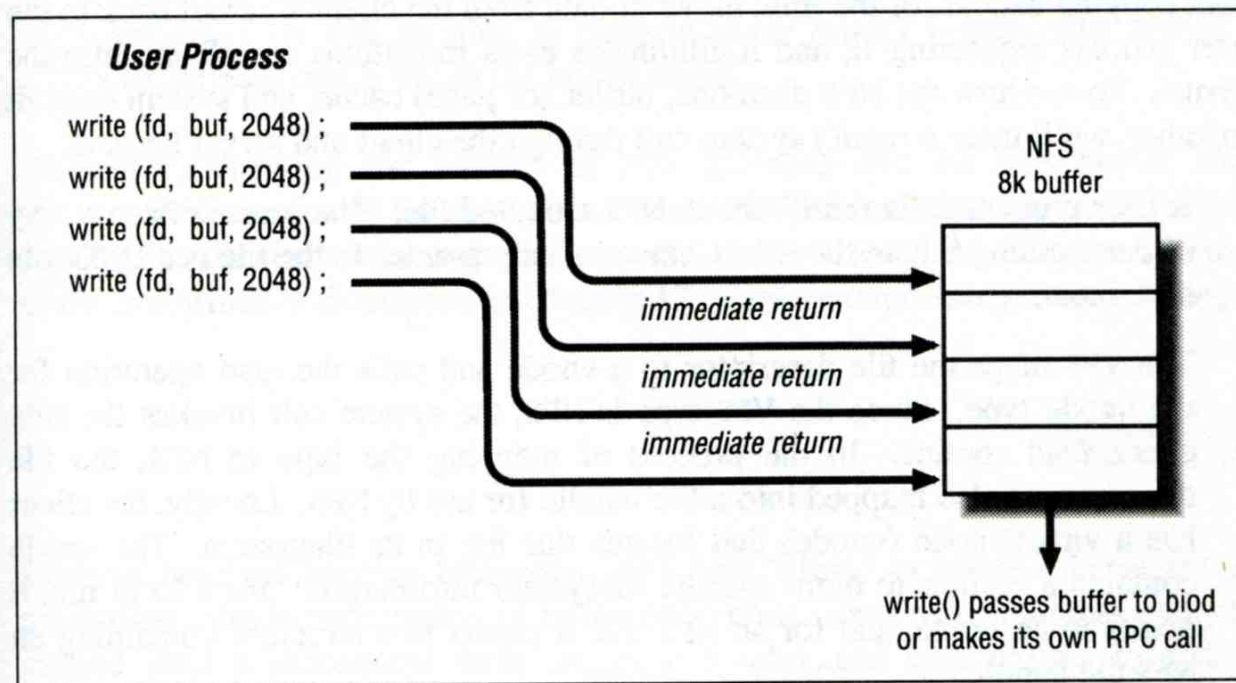 User Process
write (fd, buf, 2048) ;
write (fd, buf, 2048) ;
write (fd, buf, 2048) ;
write (fd, buf, 2048) ;
immediate return
immediate return
immediate return
NFS
8k buffer
write() passes buffer to biod
or makes its own RPC call